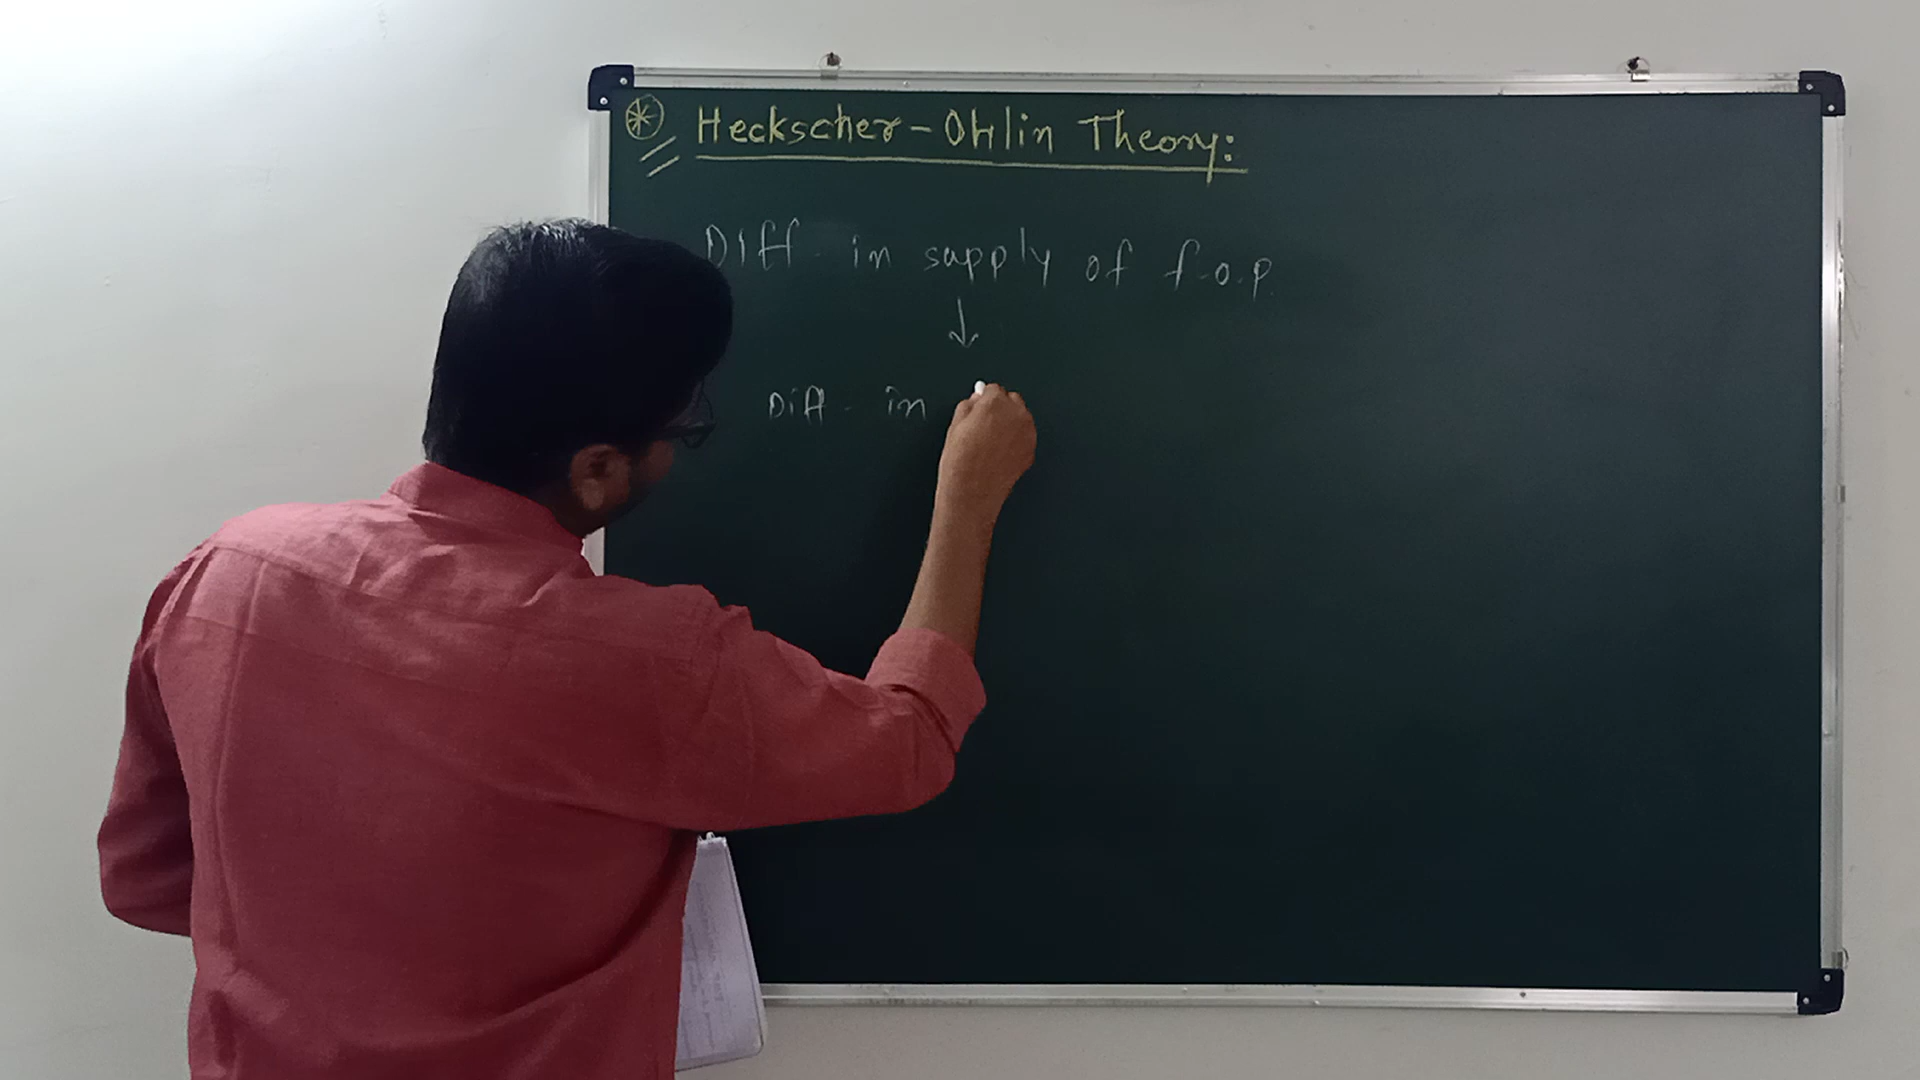 Heckscher-OHlin Theory:
Diff. in supply of f.o.p.
Diff. in